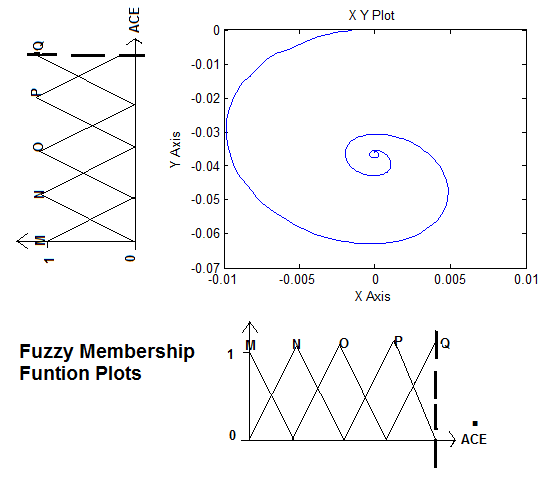 ACE
Q
P
O
N
M
1
0
X Y Plot
0
-0.01
-0.02
-0.03
-0.04
-0.05
-0.06
-0.07
Y Axis
-0.01 -0.005 0 0.005 0.01
X Axis
Fuzzy Membership
Funtion Plots
M N O P Q
1
0
ACE